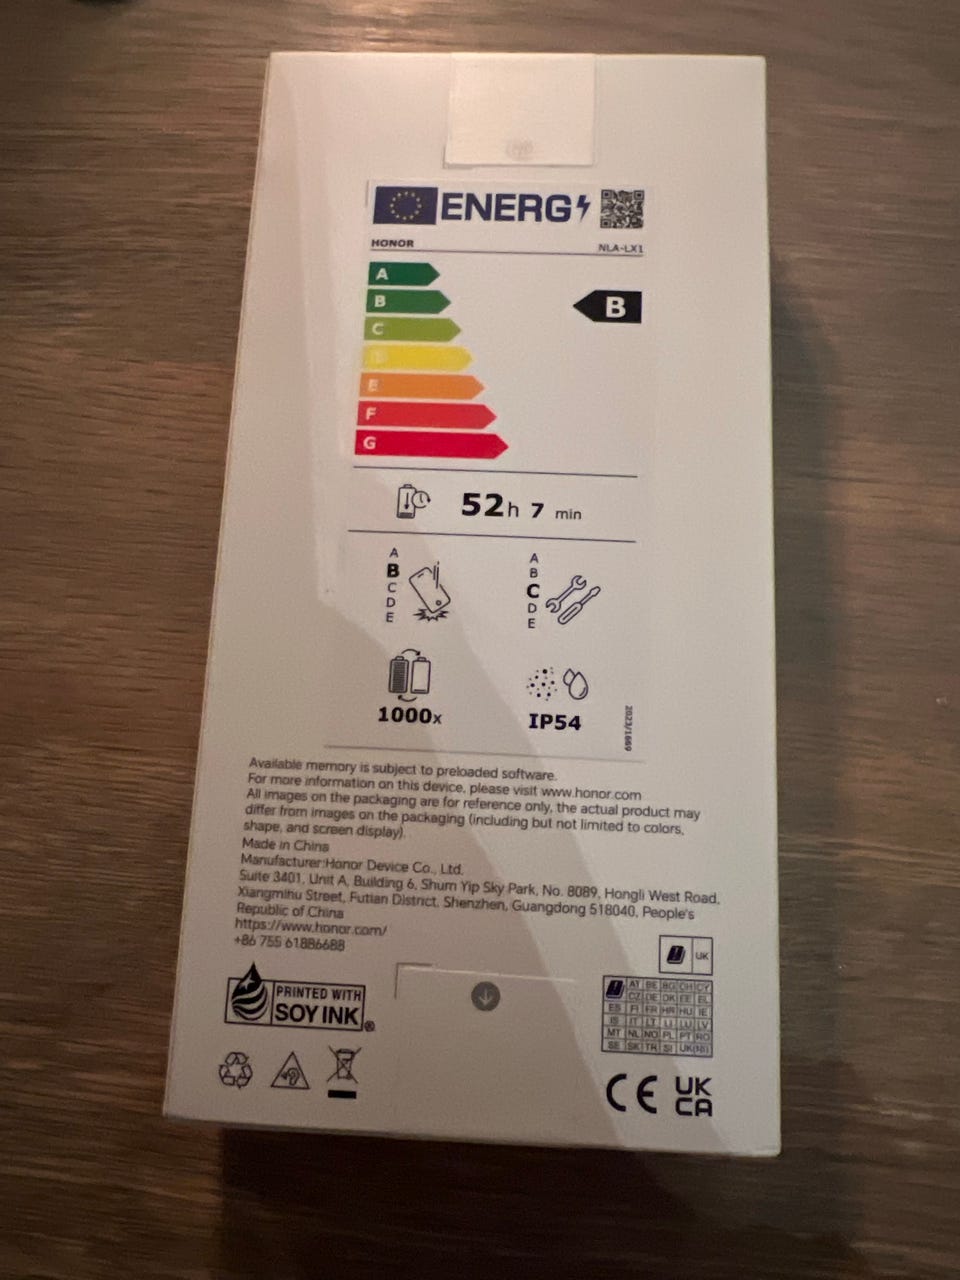 ENERG
HONOR NLA-LX1
A
B
B
C
D
E
F
G
52h 7 min
A
B
C
D
E
A
B
C
D
E
1000x
IP54
2023/1669
Available memory is subject to preloaded software.
For more information on this device, please visit www.honor.com
All images on the packaging are for reference only, the actual product may
differ from images on the packaging (including but not limited to colors,
shape, and screen display).
Made in China
Manufacturer:Honor Device Co., Ltd.
Suite 3401, Unit A, Building 6, Shum Yip Sky Park, No. 8089, Hongli West Road,
Xiangmihu Street, Futian District, Shenzhen, Guangdong 518040, People's
Republic of China
https://www.honor.com/
+86 755 61886688
UK
PRINTED WITH
SOY INK®
AT BE BG CH CY
CZ DE DK EE EL
ES FI FR HR HU IE
IS IT LT LI LU LV
MT NL NO PL PT RO
SE SK TR SI UK(NI)
CE
UK
CA